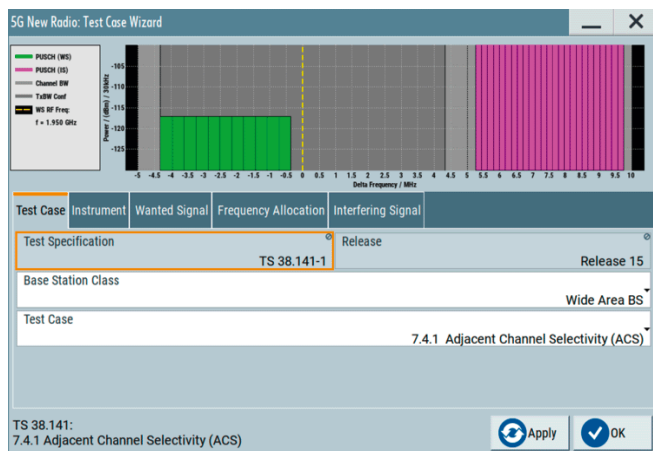 5G New Radio: Test Case Wizard
PUSCH (WS)
PUSCH (IS)
Channel BW
TxBW Conf
WS RF Freq:
f = 1.950 GHz
Power / (dBm) / 30kHz
-105
-110
-115
-120
-125
-5 -4.5 -4 -3.5 -3 -2.5 -2 -1.5 -1 -0.5 0 0.5 1 1.5 2 2.5 3 3.5 4 4.5 5 5.5 6 6.5 7 7.5 8 8.5 9 9.5 10
Delta Frequency / MHz
Test Case Instrument Wanted Signal Frequency Allocation Interfering Signal
Test Specification
TS 38.141-1
Release
Release 15
Base Station Class
Wide Area BS
Test Case
7.4.1 Adjacent Channel Selectivity (ACS)
TS 38.141:
7.4.1 Adjacent Channel Selectivity (ACS)
Apply
OK